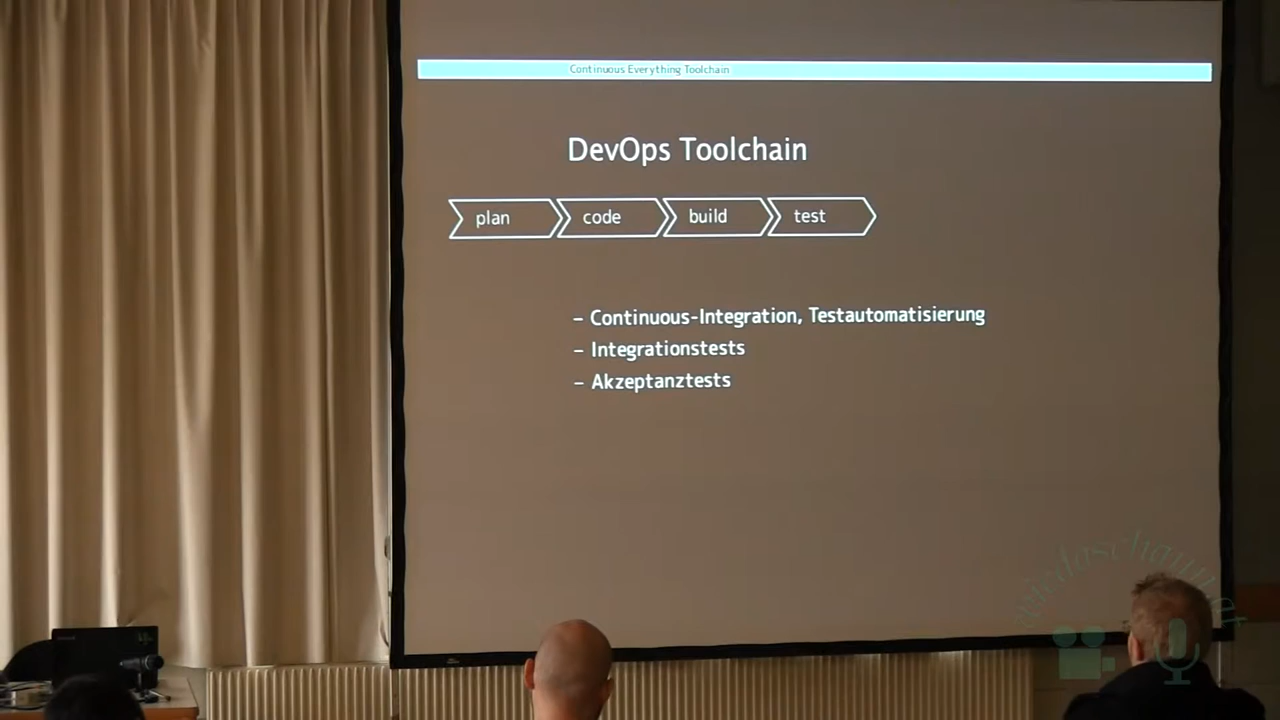 Continuous Everything Toolchain
DevOps Toolchain
plan
code
build
test
– Continuous-Integration, Testautomatisierung
– Integrationstests
– Akzeptanztests